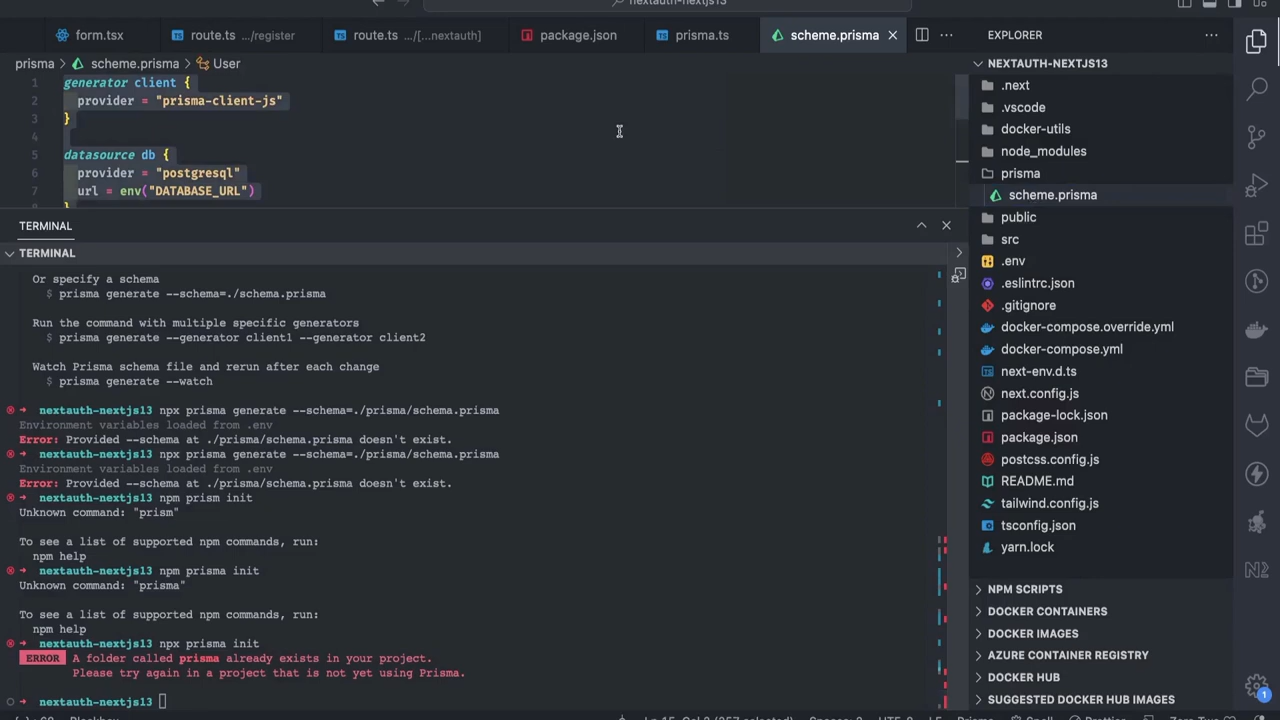 nextauth-nextjs13
form.tsx
route.ts .../register
route.ts .../[...nextauth]
package.json
prisma.ts
scheme.prisma
EXPLORER
prisma > scheme.prisma > User
1 generator client {
2 provider = "prisma-client-js"
3 }
4
5 datasource db {
6 provider = "postgresql"
7 url = env("DATABASE_URL")
}
TERMINAL
TERMINAL
Or specify a schema
$ prisma generate --schema=./schema.prisma
Run the command with multiple specific generators
$ prisma generate --generator client1 --generator client2
Watch Prisma schema file and rerun after each change
$ prisma generate --watch
nextauth-nextjs13 npx prisma generate --schema=./prisma/schema.prisma
Environment variables loaded from .env
Error: Provided --schema at ./prisma/schema.prisma doesn't exist.
nextauth-nextjs13 npx prisma generate --schema=./prisma/schema.prisma
Environment variables loaded from .env
Error: Provided --schema at ./prisma/schema.prisma doesn't exist.
nextauth-nextjs13 npm prism init
Unknown command: "prism"
To see a list of supported npm commands, run:
npm help
nextauth-nextjs13 npm prisma init
Unknown command: "prisma"
To see a list of supported npm commands, run:
npm help
nextauth-nextjs13 npx prisma init
ERROR A folder called prisma already exists in your project.
Please try again in a project that is not yet using Prisma.
nextauth-nextjs13
NEXTAUTH-NEXTJS13
.next
.vscode
docker-utils
node_modules
prisma
scheme.prisma
public
src
.env
.eslintrc.json
.gitignore
docker-compose.override.yml
docker-compose.yml
next-env.d.ts
next.config.js
package-lock.json
package.json
postcss.config.js
README.md
tailwind.config.js
tsconfig.json
yarn.lock
NPM SCRIPTS
DOCKER CONTAINERS
DOCKER IMAGES
AZURE CONTAINER REGISTRY
DOCKER HUB
SUGGESTED DOCKER HUB IMAGES
1